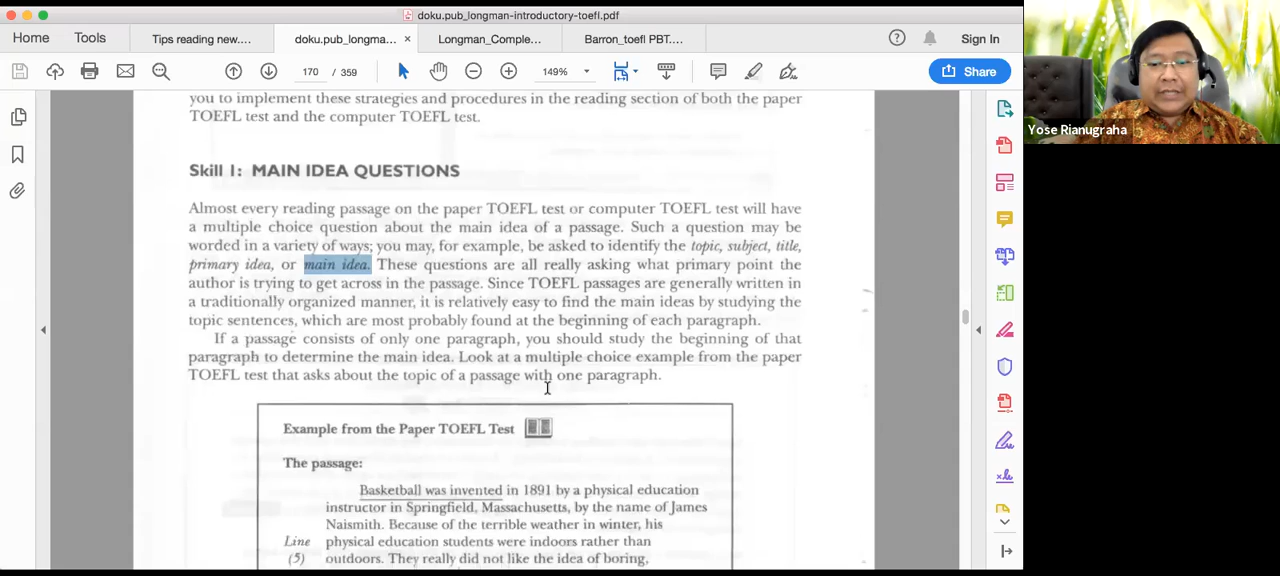 doku.pub_longman-introductory-toefl.pdf
Home Tools Tips reading new.... doku.pub_longma... × Longman_Comple... Barron_toefl PBT.... Sign In
170 / 359 149% Share
you to implement these strategies and procedures in the reading section of both the paper
TOEFL test and the computer TOEFL test.
Yose Rianugraha
Skill 1: MAIN IDEA QUESTIONS
Almost every reading passage on the paper TOEFL test or computer TOEFL test will have
a multiple choice question about the main idea of a passage. Such a question may be
worded in a variety of ways; you may, for example, be asked to identify the topic, subject, title,
primary idea, or main idea. These questions are all really asking what primary point the
author is trying to get across in the passage. Since TOEFL passages are generally written in
a traditionally organized manner, it is relatively easy to find the main ideas by studying the
topic sentences, which are most probably found at the beginning of each paragraph.
If a passage consists of only one paragraph, you should study the beginning of that
paragraph to determine the main idea. Look at a multiple choice example from the paper
TOEFL test that asks about the topic of a passage with one paragraph.
Example from the Paper TOEFL Test
The passage:
Basketball was invented in 1891 by a physical education
instructor in Springfield, Massachusetts, by the name of James
Naismith. Because of the terrible weather in winter, his
Line physical education students were indoors rather than
(5) outdoors. They really did not like the idea of boring,